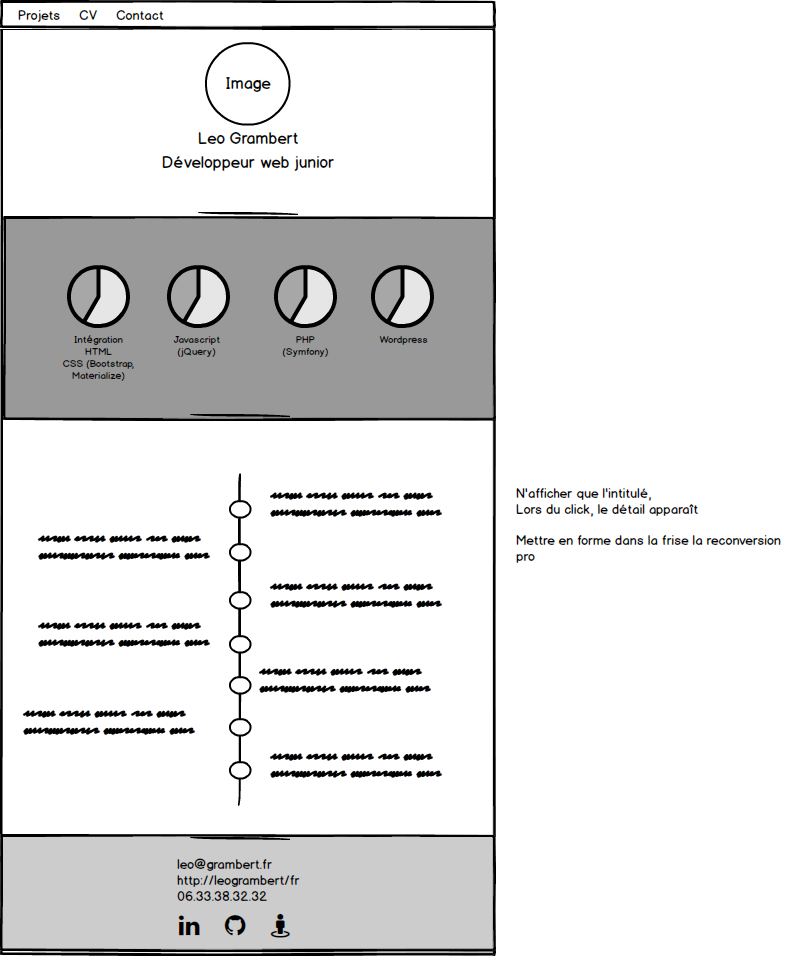 Projets CV Contact
Image
Leo Grambert
Développeur web junior
Intégration
HTML
CSS (Bootstrap,
Materialize)
Javascript
(jQuery)
PHP
(Symfony)
Wordpress
N'afficher que l'intitulé,
Lors du click, le détail apparaît
Mettre en forme dans la frise la reconversion
pro
leo@grambert.fr
http://leogrambert/fr
06.33.38.32.32
in